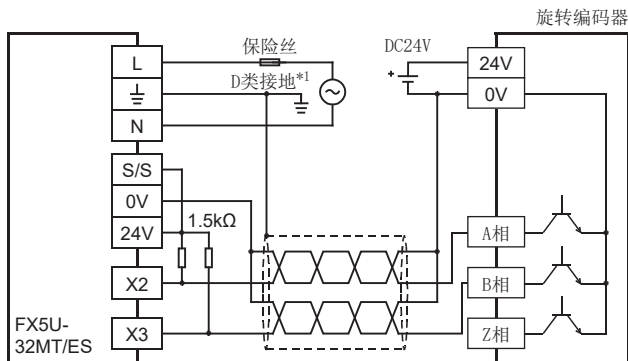 旋转编码器
保险丝
DC24V
L
24V
D类接地*1
0V
N
S/S
0V
1.5kΩ
24V
A相
X2
B相
FX5U-
32MT/ES
X3
Z相